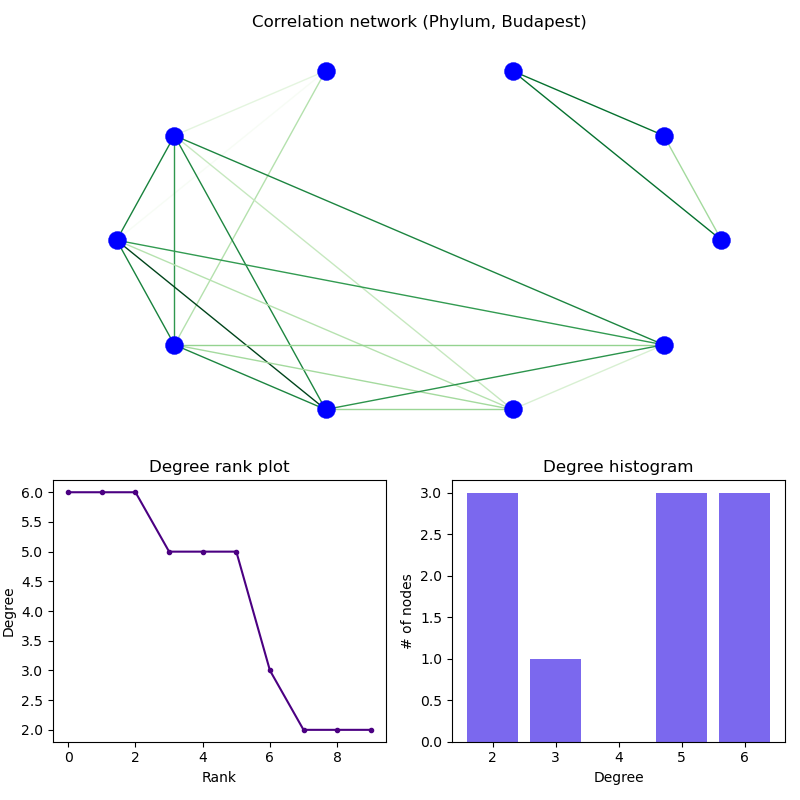 Correlation network (Phylum, Budapest)
Degree rank plot
Degree
6.0
5.5
5.0
4.5
4.0
3.5
3.0
2.5
2.0
0 2 4 6 8
Rank
Degree histogram
# of nodes
3.0
2.5
2.0
1.5
1.0
0.5
0.0
2 3 4 5 6
Degree